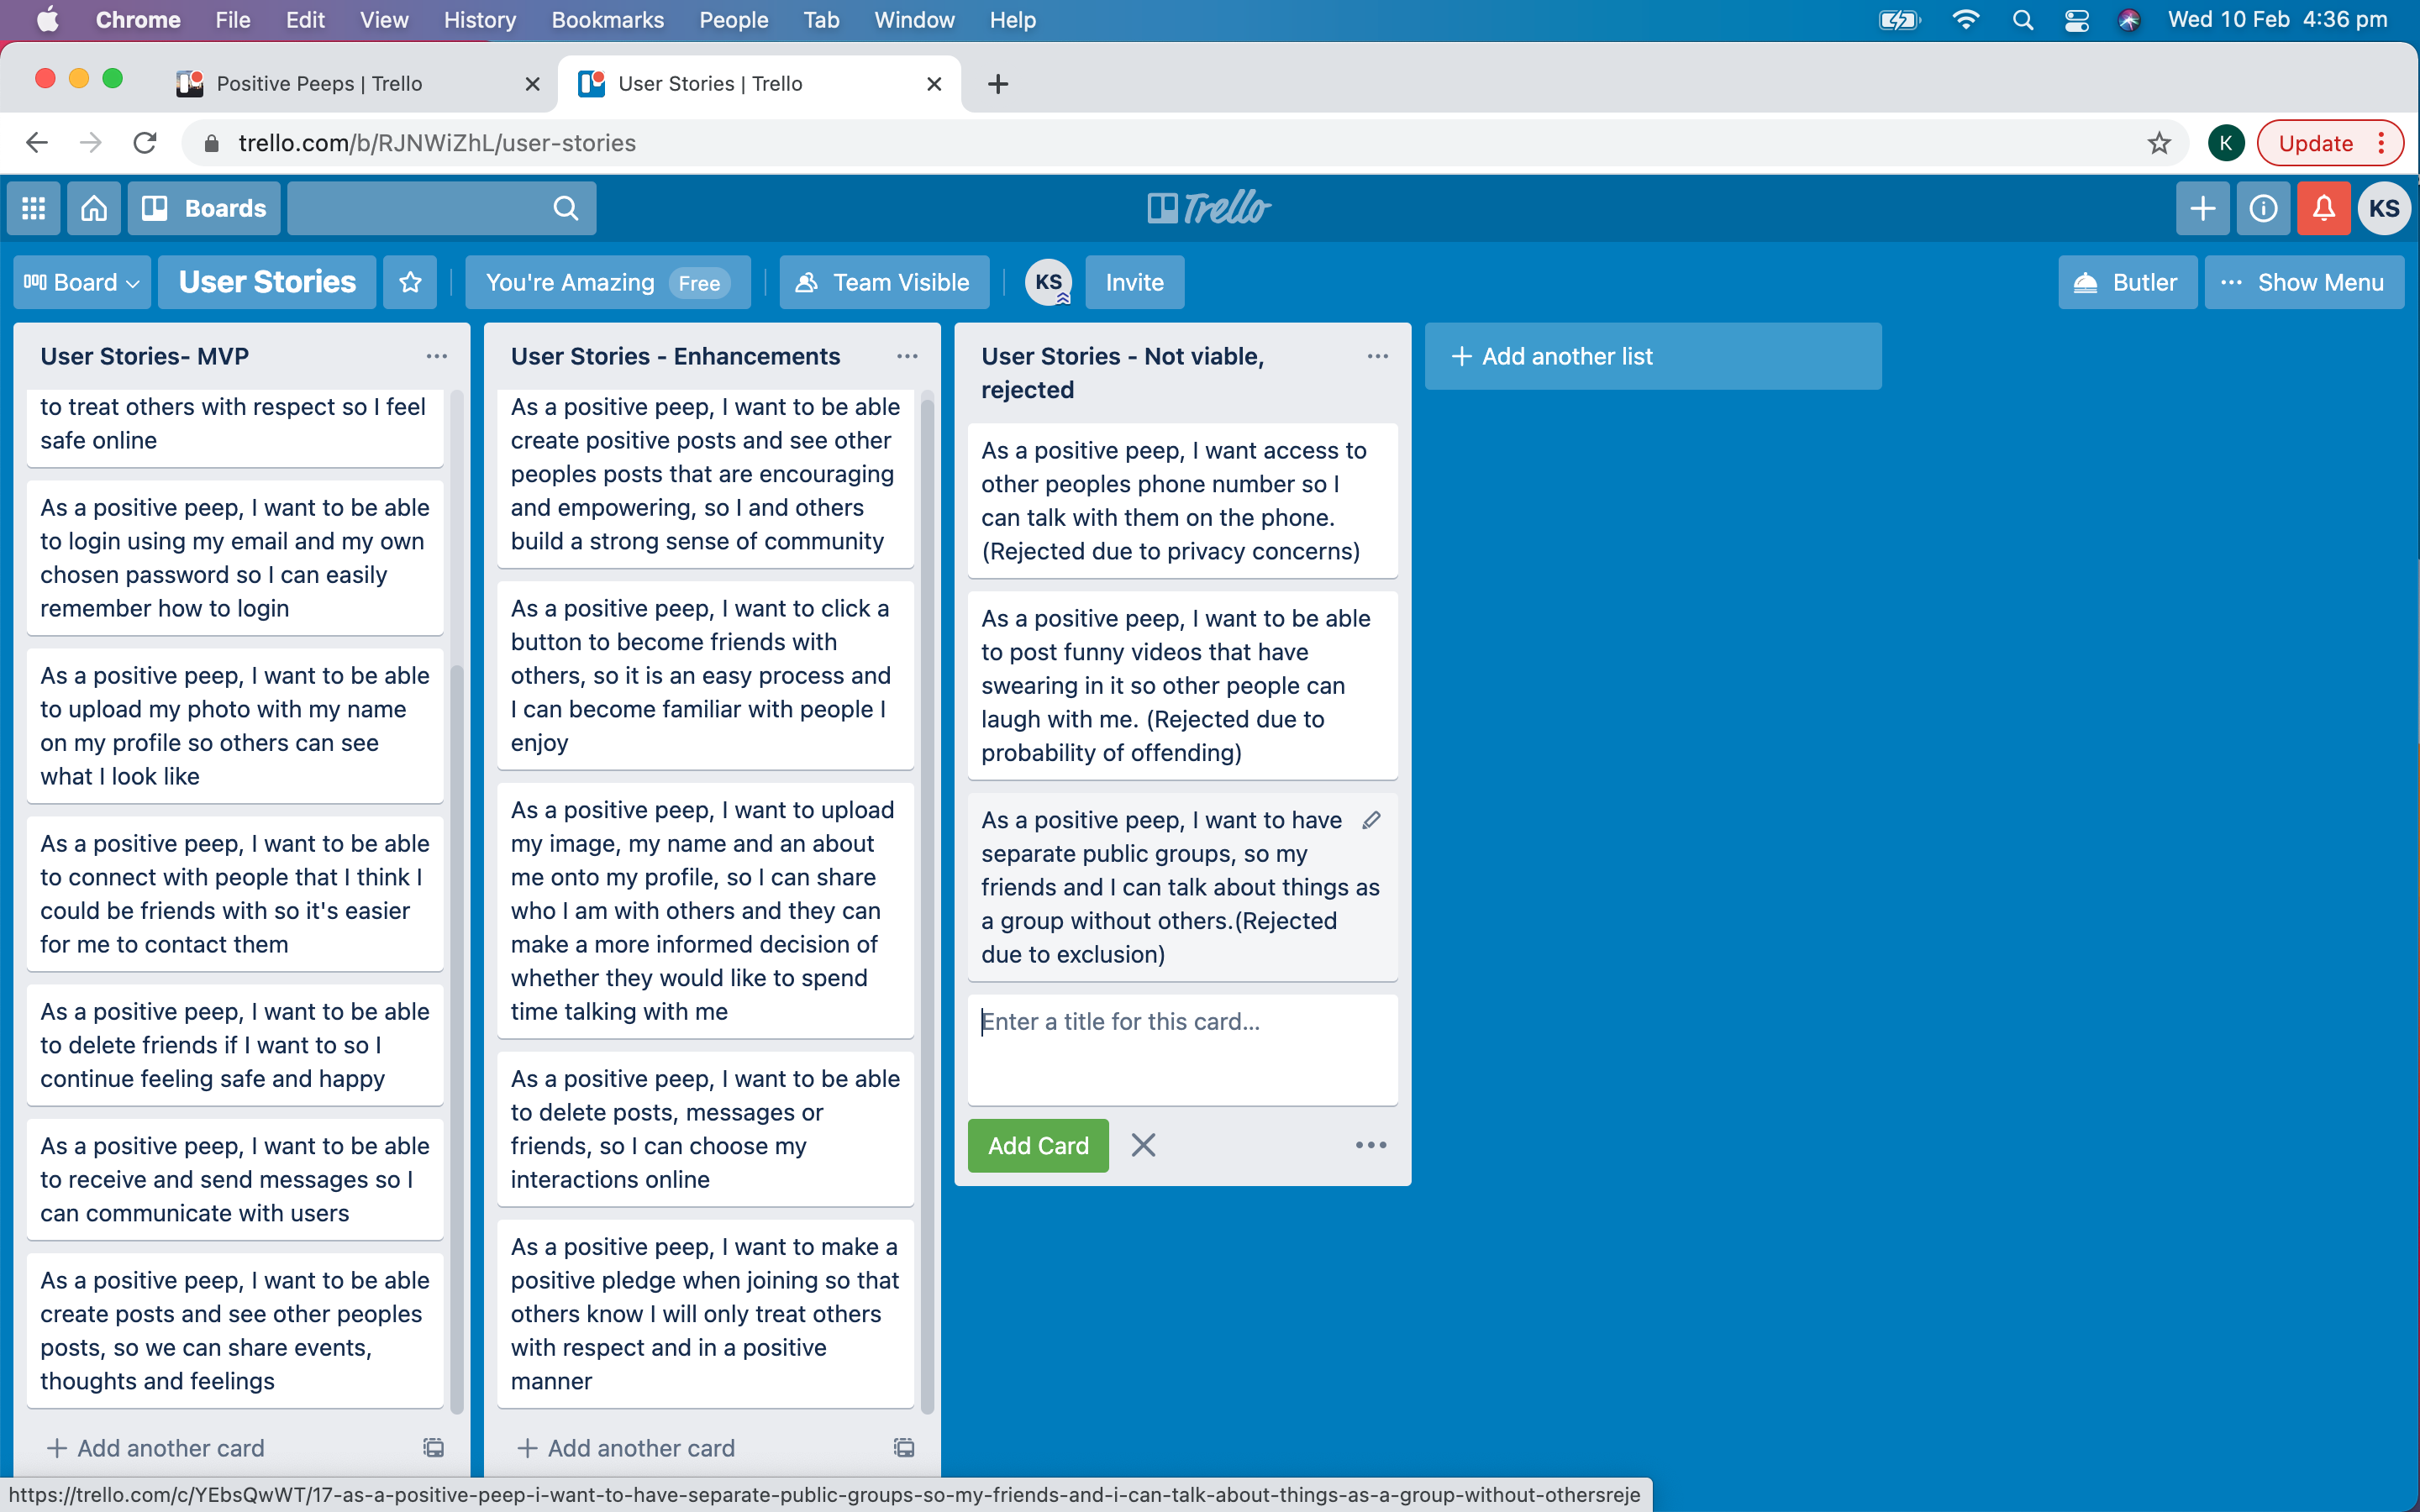 Chrome File Edit View History Bookmarks People Tab Window Help Wed 10 Feb 4:36 pm
Positive Peeps | Trello
User Stories | Trello
trello.com/b/RJNWiZhL/user-stories
K
Update
Boards
Trello
KS
Board
User Stories
You're Amazing Free
Team Visible
KS
Invite
Butler
Show Menu
User Stories- MVP
to treat others with respect so I feel
safe online
As a positive peep, I want to be able
to login using my email and my own
chosen password so I can easily
remember how to login
As a positive peep, I want to be able
to upload my photo with my name
on my profile so others can see
what I look like
As a positive peep, I want to be able
to connect with people that I think I
could be friends with so it's easier
for me to contact them
As a positive peep, I want to be able
to delete friends if I want to so I
continue feeling safe and happy
As a positive peep, I want to be able
to receive and send messages so I
can communicate with users
As a positive peep, I want to be able
create posts and see other peoples
posts, so we can share events,
thoughts and feelings
Add another card
User Stories - Enhancements
As a positive peep, I want to be able
create positive posts and see other
peoples posts that are encouraging
and empowering, so I and others
build a strong sense of community
As a positive peep, I want to click a
button to become friends with
others, so it is an easy process and
I can become familiar with people I
enjoy
As a positive peep, I want to upload
my image, my name and an about
me onto my profile, so I can share
who I am with others and they can
make a more informed decision of
whether they would like to spend
time talking with me
As a positive peep, I want to be able
to delete posts, messages or
friends, so I can choose my
interactions online
As a positive peep, I want to make a
positive pledge when joining so that
others know I will only treat others
with respect and in a positive
manner
Add another card
User Stories - Not viable,
rejected
As a positive peep, I want access to
other peoples phone number so I
can talk with them on the phone.
(Rejected due to privacy concerns)
As a positive peep, I want to be able
to post funny videos that have
swearing in it so other people can
laugh with me. (Rejected due to
probability of offending)
As a positive peep, I want to have
separate public groups, so my
friends and I can talk about things as
a group without others.(Rejected
due to exclusion)
Enter a title for this card...
Add Card
Add another list
https://trello.com/c/YEbsQwWT/17-as-a-positive-peep-i-want-to-have-separate-public-groups-so-my-friends-and-i-can-talk-about-things-as-a-group-without-othersreje